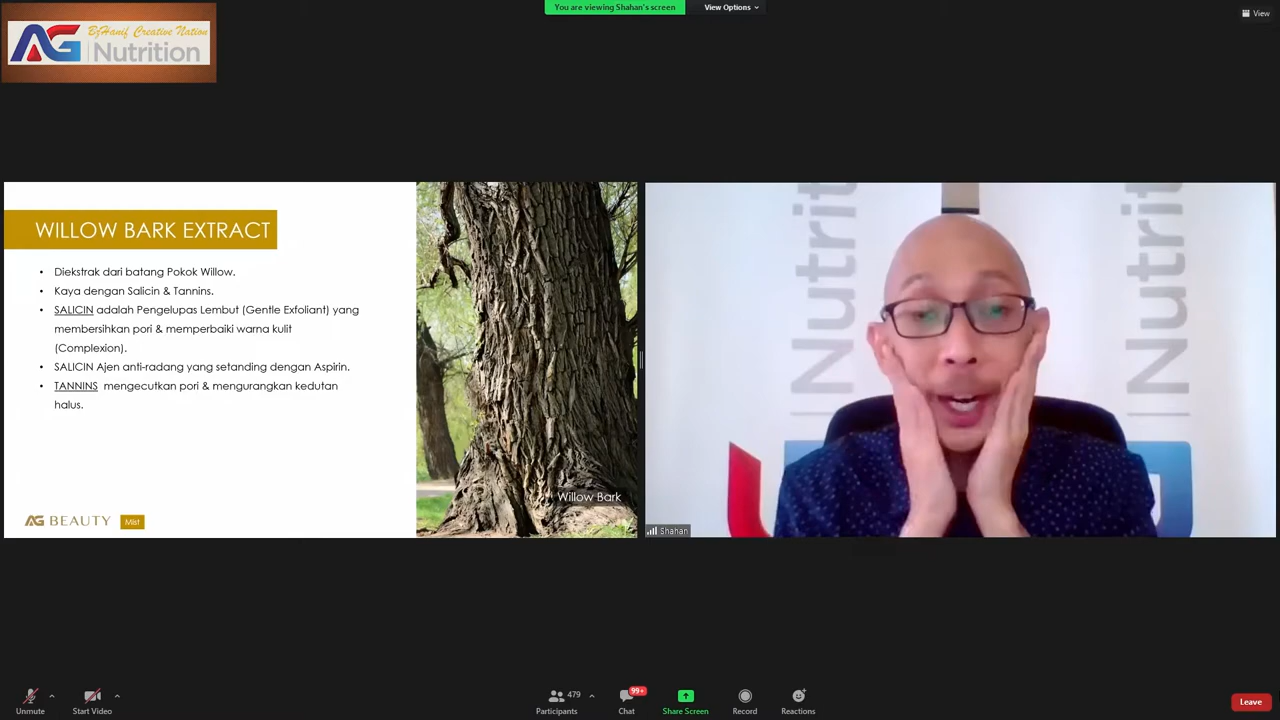 You are viewing Shahan's screen
View Options
View
BzHanif Creative Nation
AG | Nutrition
WILLOW BARK EXTRACT
• Diekstrak dari batang Pokok Willow.
• Kaya dengan Salicin & Tannins.
• SALICIN adalah Pengelupas Lembut (Gentle Exfoliant) yang
membersihkan pori & memperbaiki warna kulit
(Complexion).
• SALICIN Ajen anti-radang yang setanding dengan Aspirin.
• TANNINS mengecutkan pori & mengurangkan kedutan
halus.
Willow Bark
AG BEAUTY Mist
Nutrit
Nutrit
Shahan
Unmute
Start Video
479
Participants
99+
Chat
Share Screen
Record
Reactions
Leave